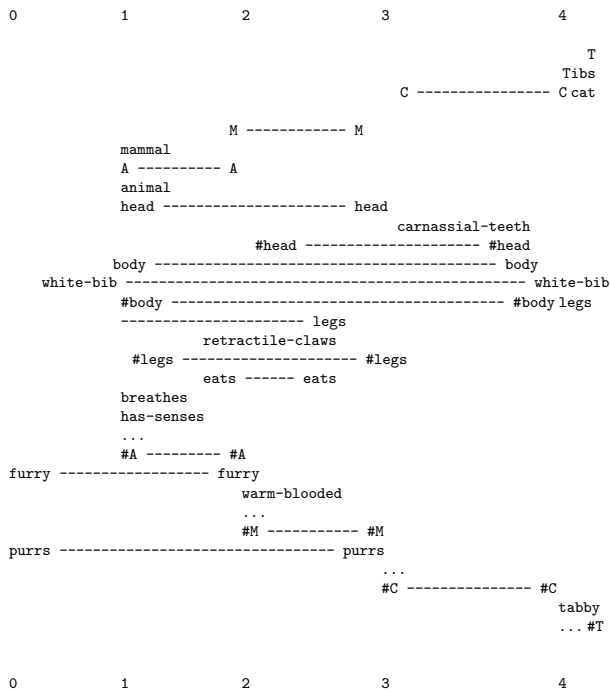 0 1 2 3 4
T
Tibs
C ---------------- C cat
M ------------ M
mammal
A ---------- A
animal
head ---------------------- head
carnassial-teeth
#head --------------------- #head
body ----------------------------------------- body
white-bib ------------------------------------------------ white-bib
#body ---------------------------------------- #body legs
---------------------- legs
retractile-claws
#legs --------------------- #legs
eats ------ eats
breathes
has-senses
...
#A --------- #A
furry ------------------ furry
warm-blooded
...
#M ----------- #M
purrs --------------------------------- purrs
...
#C --------------- #C
tabby
... #T
0 1 2 3 4